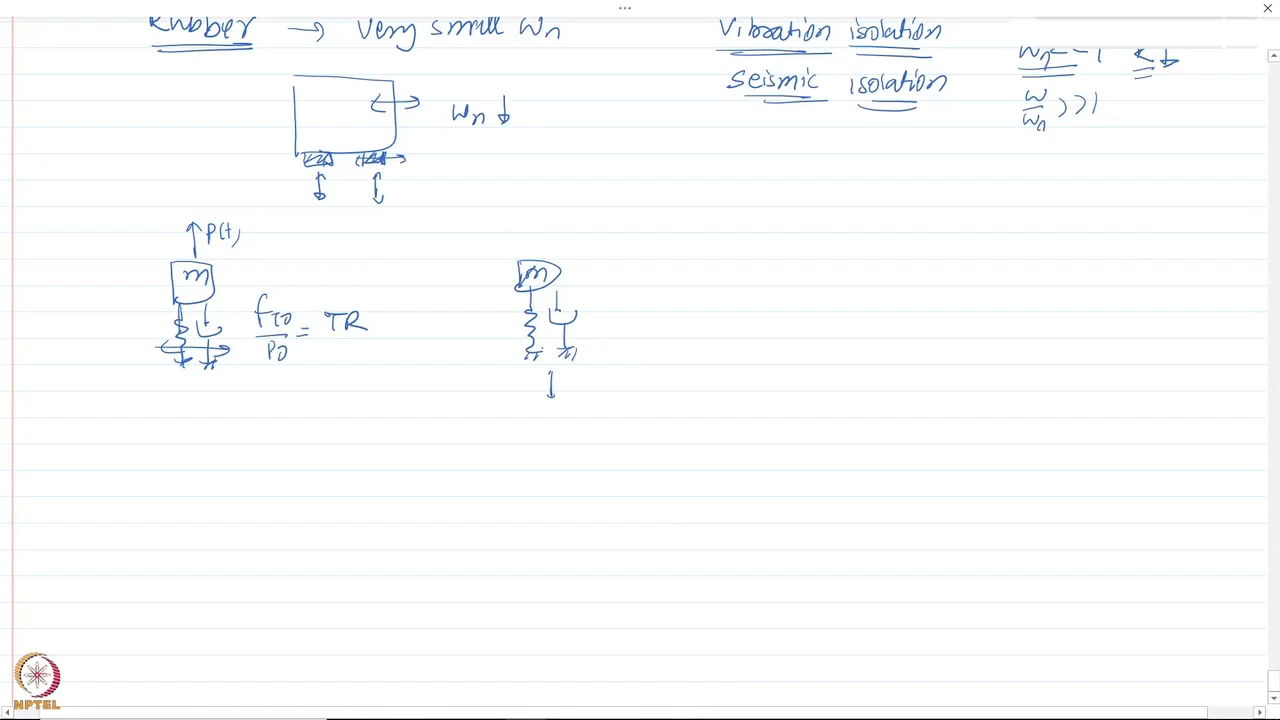 Rubber → Very small ωn
Vibration isolation
Seismic isolation
K↓
ω/ωn >>1
ωn ↓
P(t)
m
fT0/P0 = TR
m
NPTEL